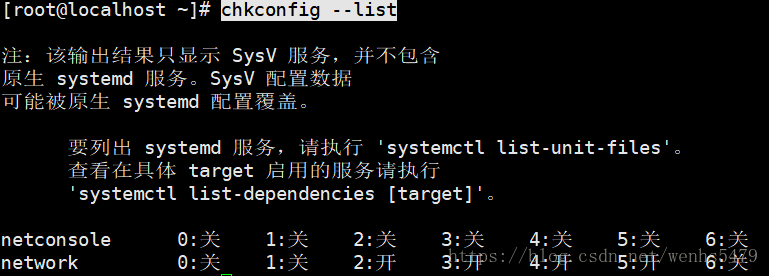 [root@localhost ~]# chkconfig --list
注：该输出结果只显示 SysV 服务，并不包含
原生 systemd 服务。SysV 配置数据
可能被原生 systemd 配置覆盖。
要列出 systemd 服务，请执行 'systemctl list-unit-files'。
查看在具体 target 启用的服务请执行
'systemctl list-dependencies [target]'。
netconsole 0:关 1:关 2:关 3:关 4:关 5:关 6:关
network 0:关 1:关 2:开 3:开 4:开 5:开 6:关
https://blog.csdn.net/wenhs5479